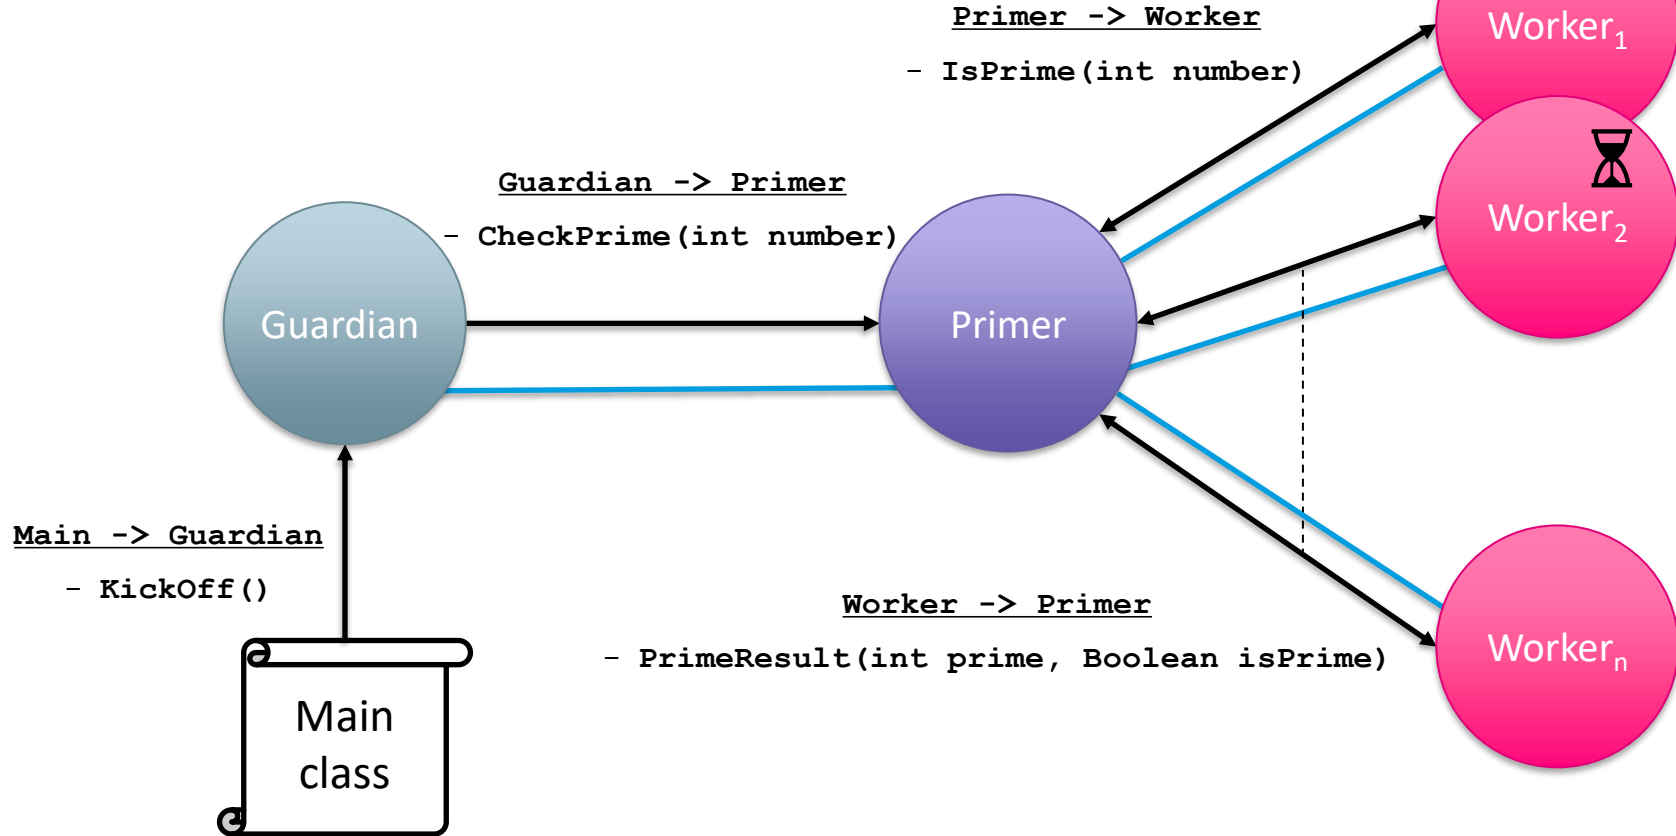 Primer -> Worker
- IsPrime(int number)
Worker1
Guardian -> Primer
- CheckPrime(int number)
Worker2
Guardian
Primer
Main -> Guardian
- KickOff()
Worker -> Primer
- PrimeResult(int prime, Boolean isPrime)
Workern
Main
class